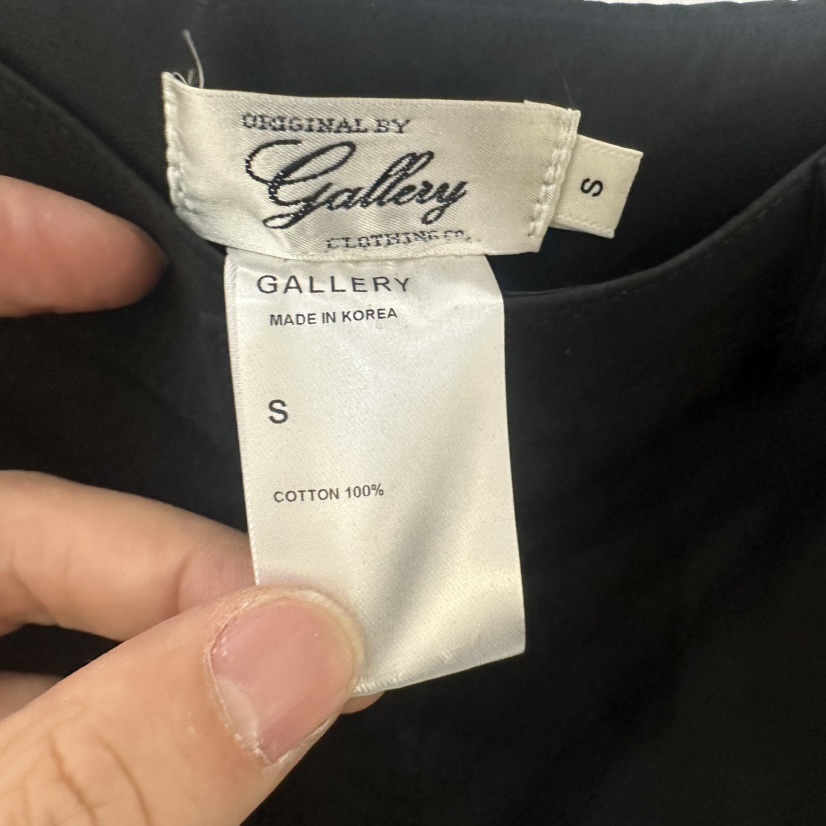 ORIGINAL BY
Gallery
CLOTHING CO.
S
GALLERY
MADE IN KOREA
S
COTTON 100%